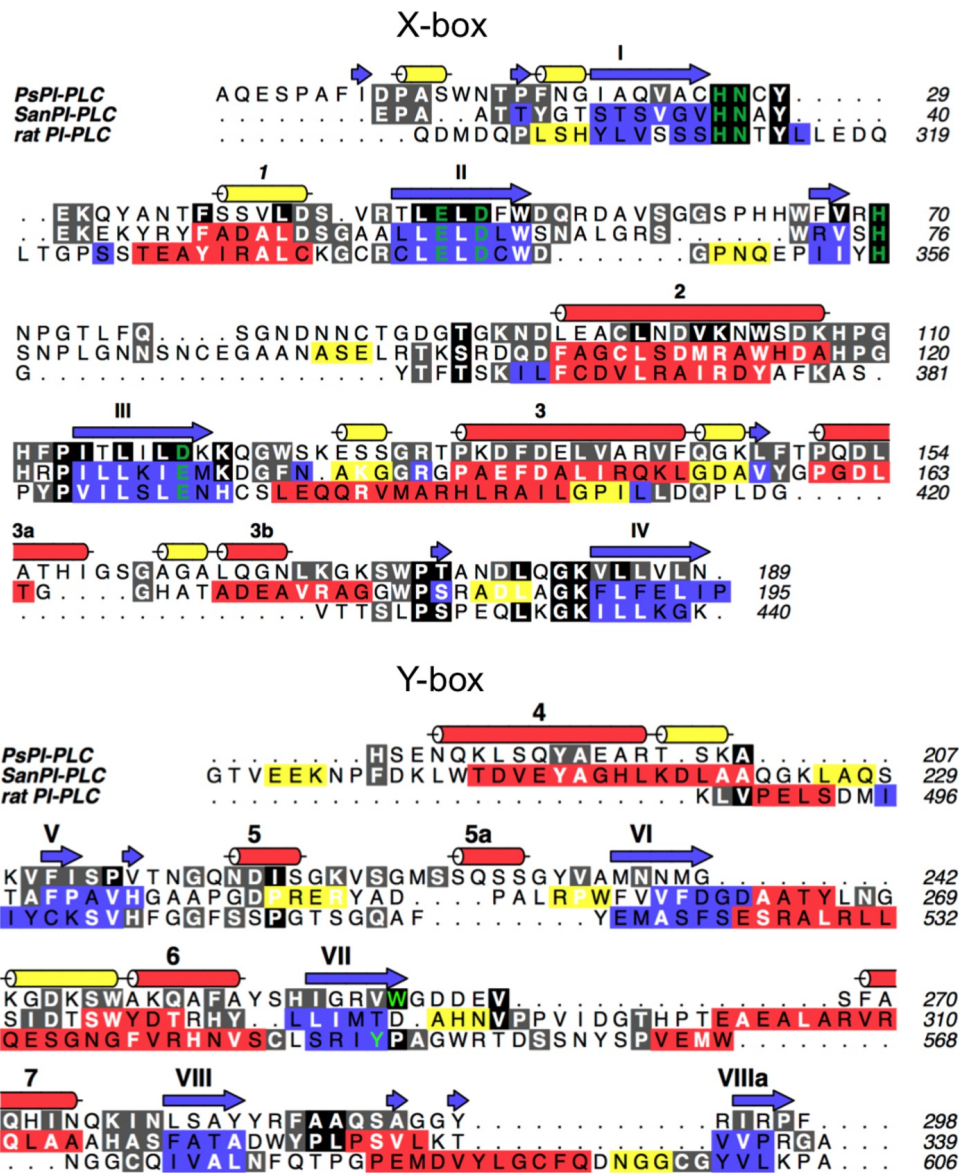 X-box
I
PsPI-PLC AQESPAFIDPASWNTPFNGIAQVACHNCY..... 29
SanPI-PLC ........EPA..ATTYGTSTSVGVHNAY..... 40
rat PI-PLC ..........QDMDQPLSHYLVSSSHNTYLLEDQ 319
1 II
..EKQYANTFSSVLDS.VRTLELDFWDQRDAVSGGSPHHWFVRH 70
..EKEKYRYFADALDSGAALLELDLWSNALGRS......WRVSH 76
LTGPSSTEAYIRALCKGCRCLELDCWD.......GPNQEPIIYH 356
2
NPGTLFQ....SGNDNNCTGDGTGKNDLEACLNDVKNWSDKHPG 110
SNPLGNNSNCEGAANASELRTKSRDQDFAGCLSDMRAWHDAHPG 120
G..................YTFTSKILFCDVLRAIRDYAFKAS. 381
III 3
HFPITLILDKKQGWSKESSGRTPKDFDELVARVFQGKLFTPQDL 154
HRPILLKIEMKDGFN.AKGGRGPAEFDALIRQKLGDAVYGPGDL 163
PYPVILSLENHCSLEQQRVMARHLRAILGPILLDQPLDG..... 420
3a 3b IV
ATHIGSGAGALQGNLKGKSWPTANDLQGKVLLVLN. 189
TG....GHATADEAVRAGGWPSRADLAGKFLFELIP 195
...............VTTSLPSPEQLKGKILLKGK. 440
Y-box
4
PsPI-PLC ........HSENQKLSQYAEART.SKA....... 207
SanPI-PLC GTVEEKNPFDKLWTDVEYAGHLKDLAAQGKLAQS 229
rat PI-PLC ........................KLVPELSDMI 496
V 5 5a VI
KVFISPVTNGQNDISGKVSGMSSQSSGYVAMNNMG......... 242
TAFPAVHGAAPGDPRERYAD....PALRPWFVVFDGDAATYLNG 269
IYCKSVHFGGFSSPGTSGQAF........YEMASFSESRALRLL 532
6 VII
KGDKSWAKQAFAYSHIGRVWGDDEV................SFA 270
SIDTSWYDTRHY..LLIMTD.AHNVPPVIDGTHPTEAEALARVR 310
QESGNGFVRHNVSCLSRIYPAGWRTDSSNYSPVEMW........ 568
7 VIII VIIIa
QHINQKINLSAYYRFAAQSAGGY............RIRPF.... 298
QLAAAHASFATADWYPLPSVLKT............VVPRGA... 339
...NGGCQIVALNFQTPGPEMDVYLGCFQDNGGCGYVLKPA... 606